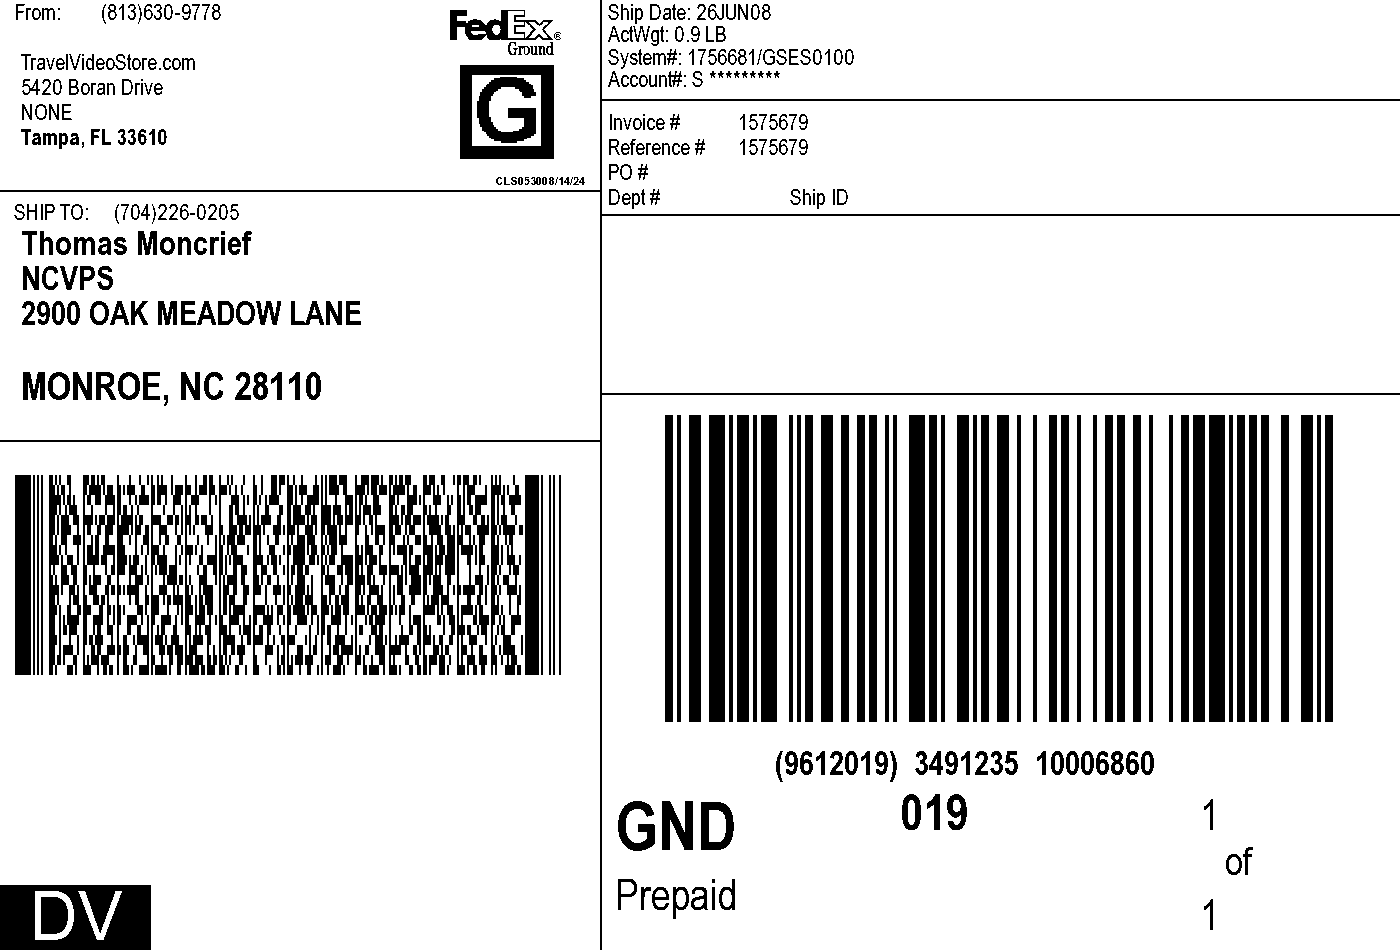 From: (813)630-9778
TravelVideoStore.com
5420 Boran Drive
NONE
Tampa, FL 33610
FedEx®
Ground
G
CLS053008/14/24
Ship Date: 26JUN08
ActWgt: 0.9 LB
System#: 1756681/GSES0100
Account#: S *********
Invoice # 1575679
Reference # 1575679
PO #
Dept # Ship ID
SHIP TO: (704)226-0205
Thomas Moncrief
NCVPS
2900 OAK MEADOW LANE
MONROE, NC 28110
(9612019) 3491235 10006860
GND 019 1
of
Prepaid 1
DV